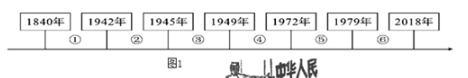 1840年 1942年 1945年 1949年 1972年 1979年 2018年
① ② ③ ④ ⑤ ⑥
图1
中华人民